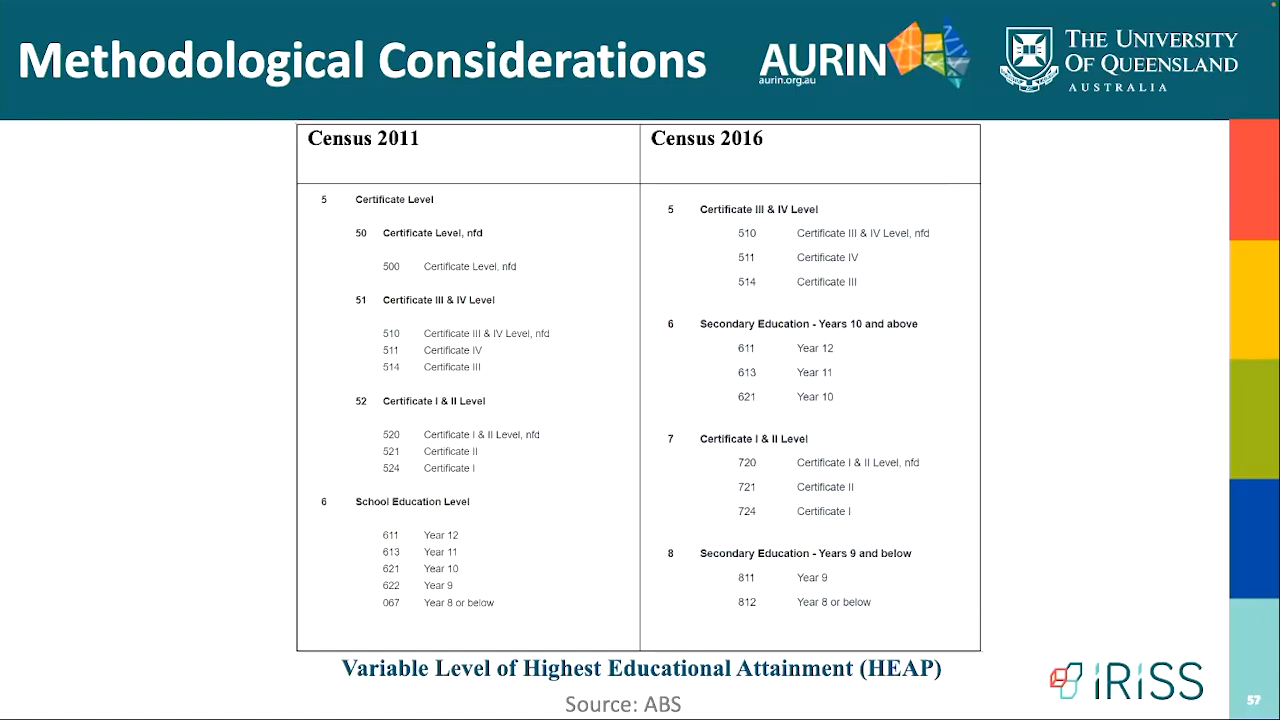 Methodological Considerations
AURIN
aurin.org.au
THE UNIVERSITY
OF QUEENSLAND
AUSTRALIA
Census 2011
5 Certificate Level
50 Certificate Level, nfd
500 Certificate Level, nfd
51 Certificate III & IV Level
510 Certificate III & IV Level, nfd
511 Certificate IV
514 Certificate III
52 Certificate I & II Level
520 Certificate I & II Level, nfd
521 Certificate II
524 Certificate I
6 School Education Level
611 Year 12
613 Year 11
621 Year 10
622 Year 9
067 Year 8 or below
Census 2016
5 Certificate III & IV Level
510 Certificate III & IV Level, nfd
511 Certificate IV
514 Certificate III
6 Secondary Education - Years 10 and above
611 Year 12
613 Year 11
621 Year 10
7 Certificate I & II Level
720 Certificate I & II Level, nfd
721 Certificate II
724 Certificate I
8 Secondary Education - Years 9 and below
811 Year 9
812 Year 8 or below
Variable Level of Highest Educational Attainment (HEAP)
Source: ABS
iRiSS
57